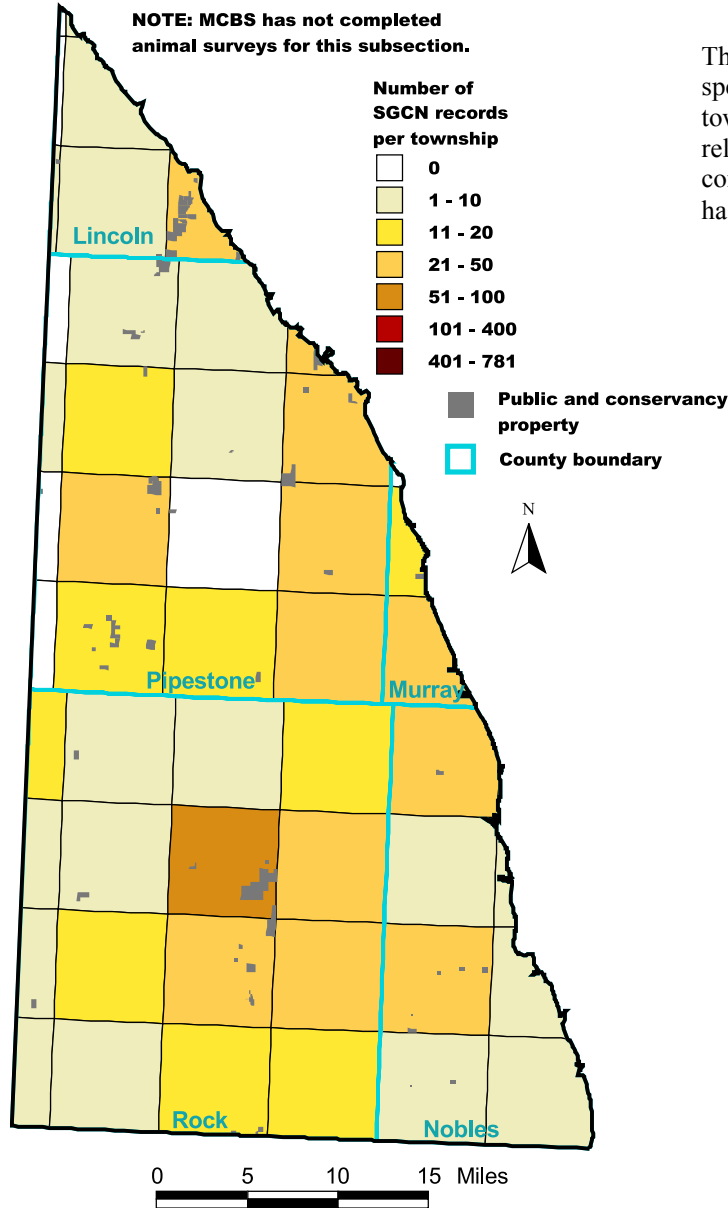 NOTE: MCBS has not completed
animal surveys for this subsection.
Number of
SGCN records
per township
0
1 - 10
11 - 20
21 - 50
51 - 100
101 - 400
401 - 781
Public and conservancy
property
County boundary
N
Lincoln
Pipestone
Murray
Rock
Nobles
0 5 10 15 Miles